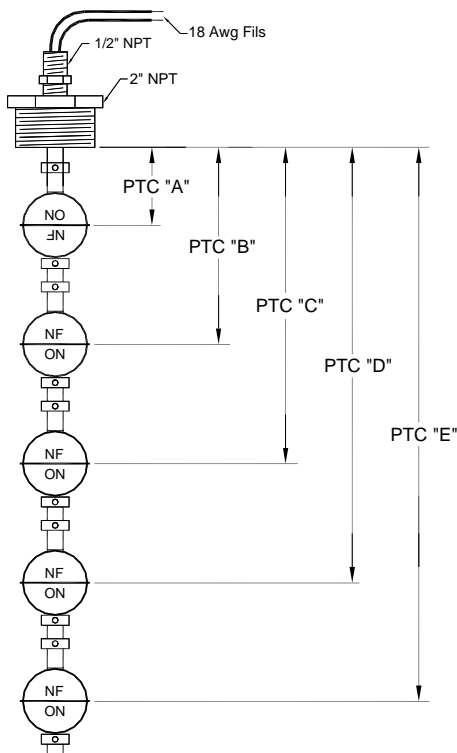 18 Awg Fils
1/2" NPT
2" NPT
PTC "A"
ON
NF
PTC "B"
NF
ON
PTC "C"
PTC "D"
PTC "E"
NF
ON
NF
ON
NF
ON